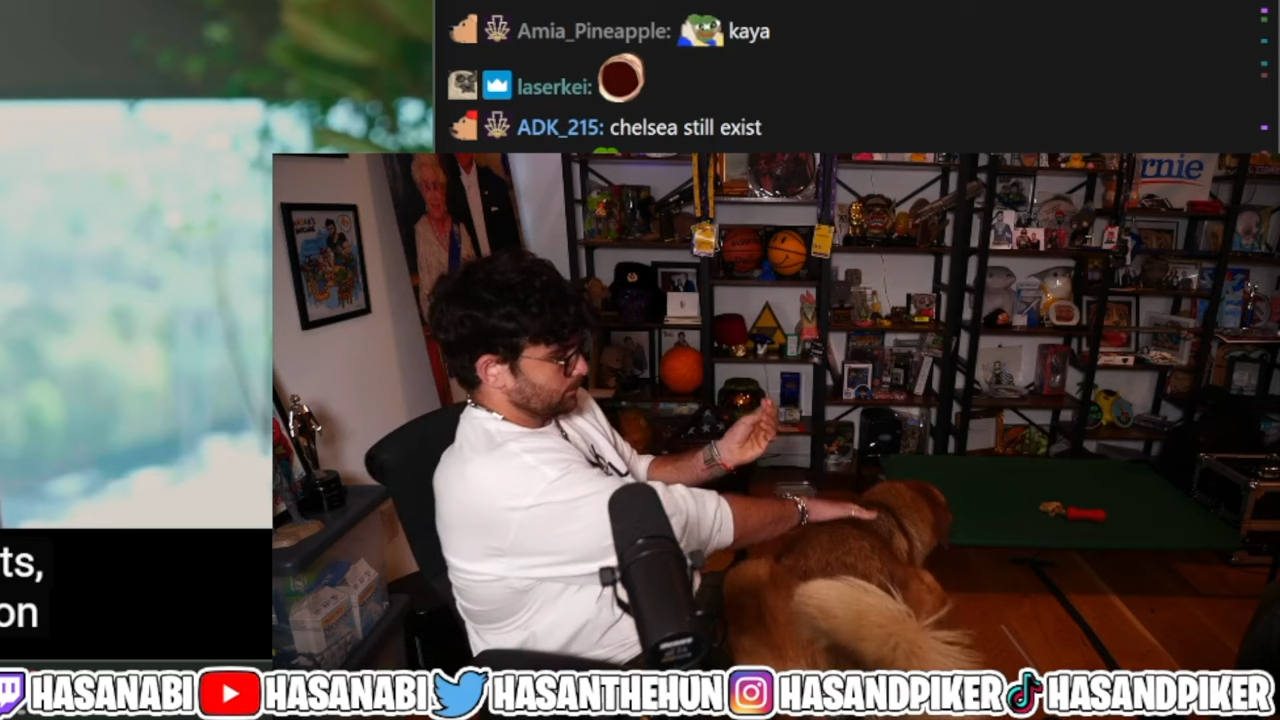 Amia_Pineapple: kaya
laserkei:
ADK_215: chelsea still exist
rnie
ts,
on
HASANABI HASANABI HASANTHEHUN HASANDPIKER HASANDPIKER